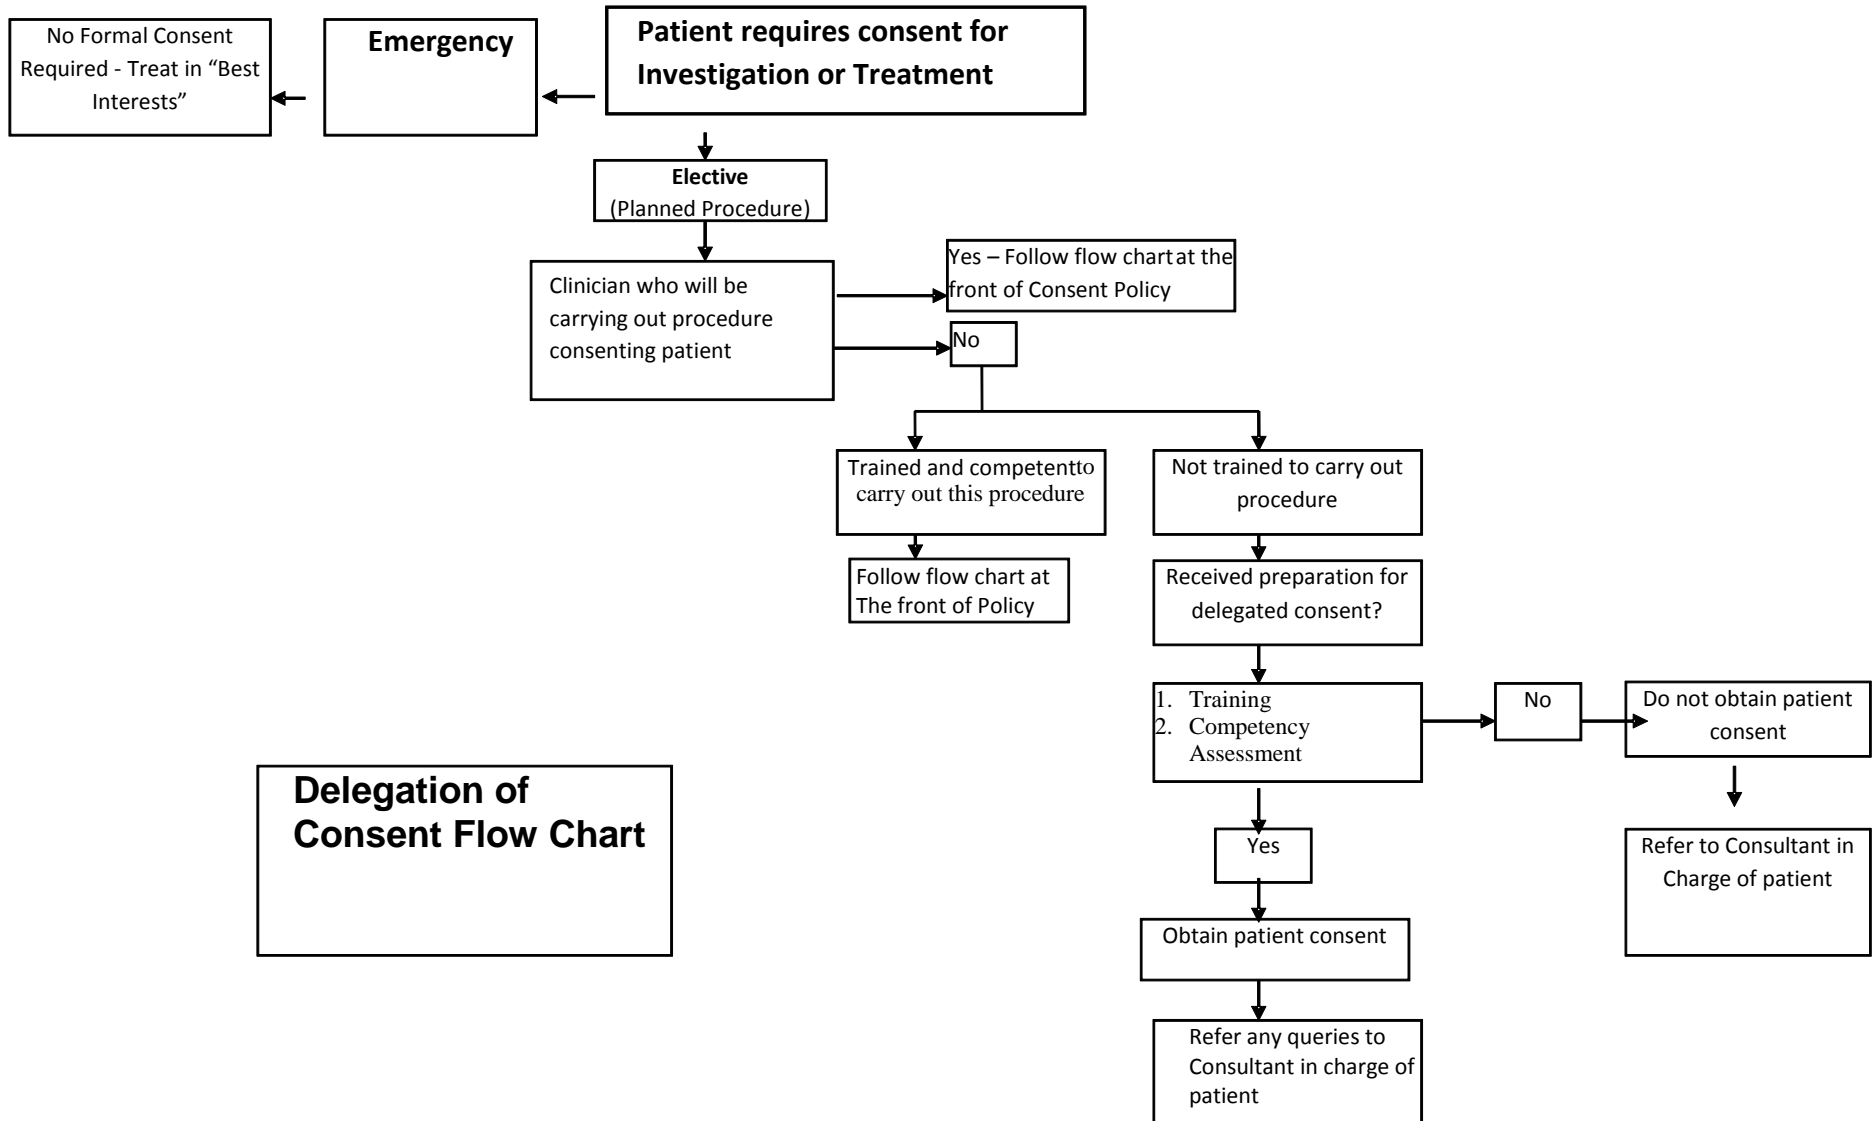 No Formal Consent
Required - Treat in “Best
Interests”
Emergency
Patient requires consent for
Investigation or Treatment
Elective
(Planned Procedure)
Clinician who will be
carrying out procedure
consenting patient
Yes – Follow flow chart at the
front of Consent Policy
No
Trained and competent to
carry out this procedure
Not trained to carry out
procedure
Follow flow chart at
The front of Policy
Received preparation for
delegated consent?
1. Training
2. Competency
Assessment
No
Do not obtain patient
consent
Refer to Consultant in
Charge of patient
Yes
Obtain patient consent
Refer any queries to
Consultant in charge of
patient
Delegation of
Consent Flow Chart